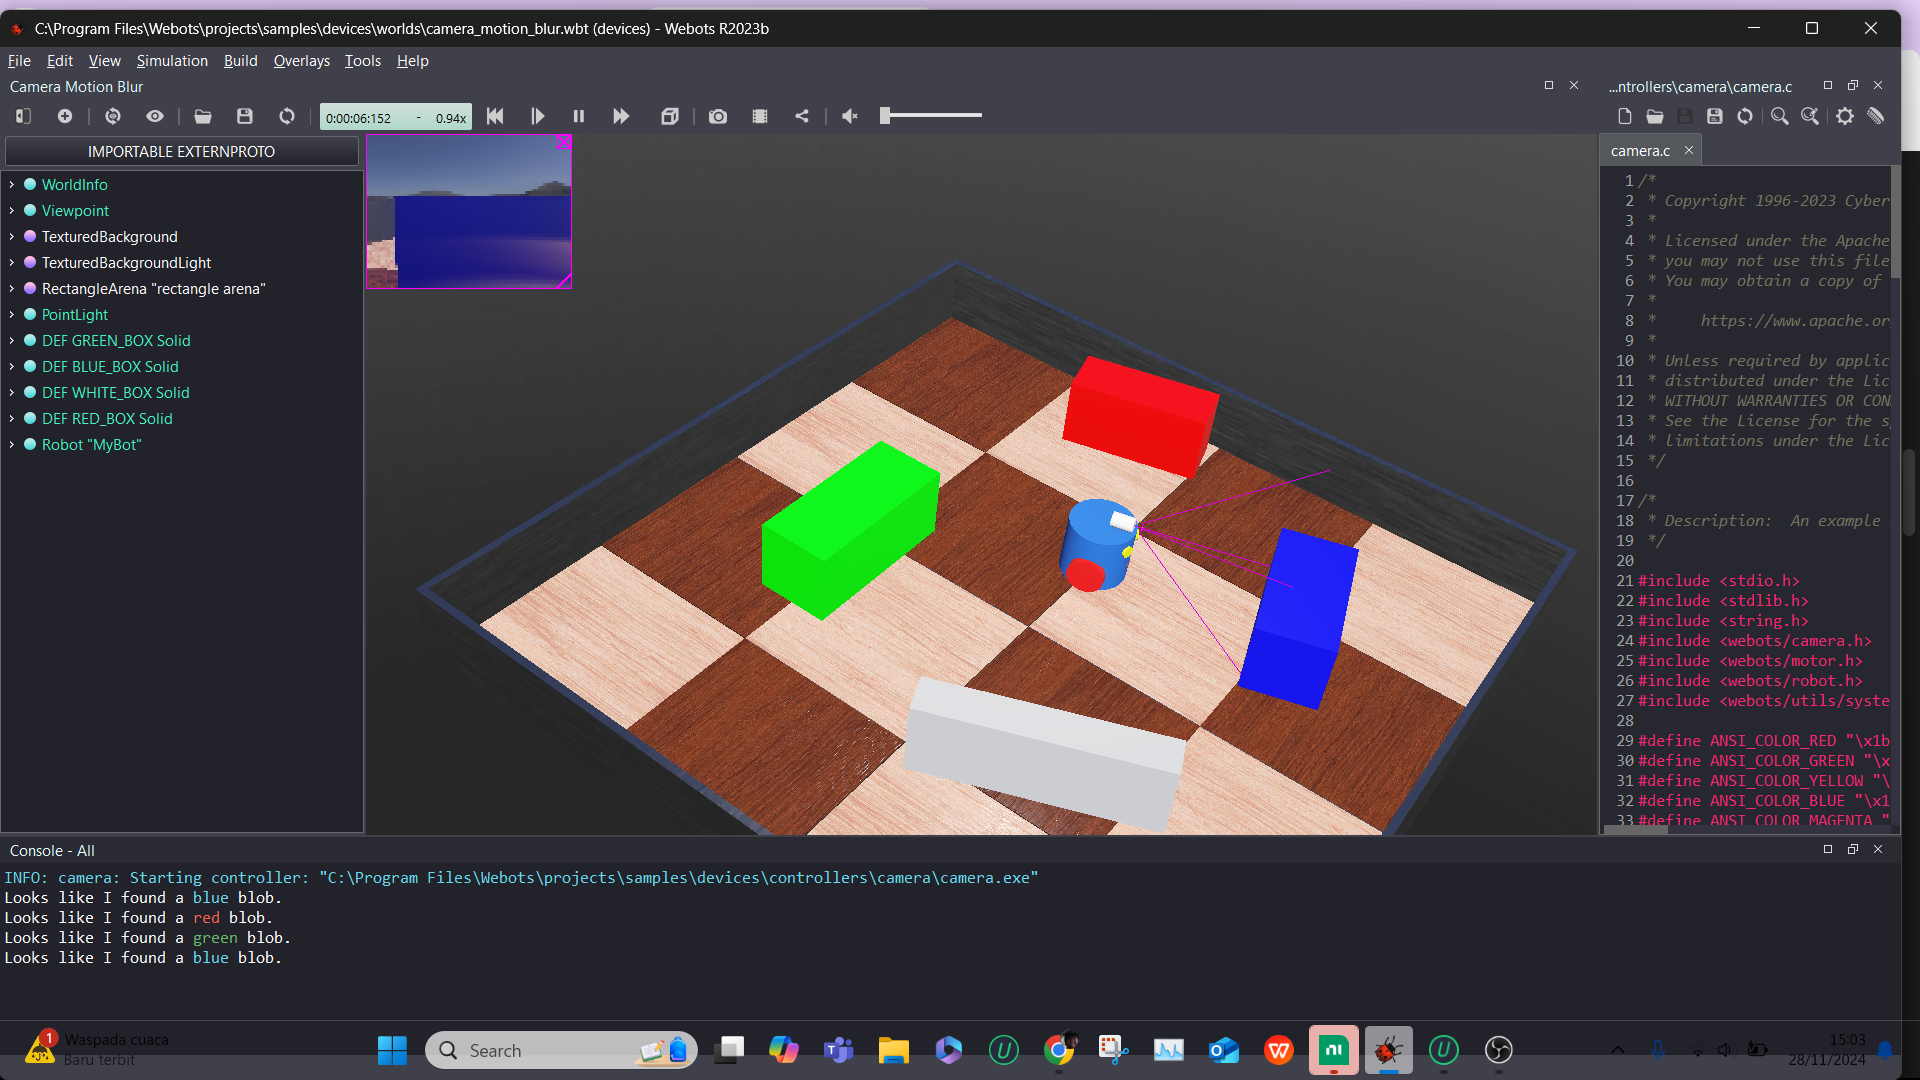 C:\Program Files\Webots\projects\samples\devices\worlds\camera_motion_blur.wbt (devices) - Webots R2023b
File Edit View Simulation Build Overlays Tools Help
Camera Motion Blur
...ntrollers\camera\camera.c
0:00:06:152 - 0.94x
IMPORTABLE EXTERNPROTO
WorldInfo
Viewpoint
TexturedBackground
TexturedBackgroundLight
RectangleArena "rectangle arena"
PointLight
DEF GREEN_BOX Solid
DEF BLUE_BOX Solid
DEF WHITE_BOX Solid
DEF RED_BOX Solid
Robot "MyBot"
camera.c
1 /*
2 * Copyright 1996-2023 Cyber
3 *
4 * Licensed under the Apache
5 * you may not use this file
6 * You may obtain a copy of
7 *
8 * https://www.apache.or
9 *
10 * Unless required by applic
11 * distributed under the Lic
12 * WITHOUT WARRANTIES OR CON
13 * See the License for the s
14 * limitations under the Lic
15 */
16
17 /*
18 * Description: An example
19 */
20
21 #include <stdio.h>
22 #include <stdlib.h>
23 #include <string.h>
24 #include <webots/camera.h>
25 #include <webots/motor.h>
26 #include <webots/robot.h>
27 #include <webots/utils/syste
28
29 #define ANSI_COLOR_RED "\x1b
30 #define ANSI_COLOR_GREEN "\x
31 #define ANSI_COLOR_YELLOW "\
32 #define ANSI_COLOR_BLUE "\x1
33 #define ANSI_COLOR_MAGENTA "
Console - All
INFO: camera: Starting controller: "C:\Program Files\Webots\projects\samples\devices\controllers\camera\camera.exe"
Looks like I found a blue blob.
Looks like I found a red blob.
Looks like I found a green blob.
Looks like I found a blue blob.
1
Waspada cuaca
Baru terbit
Search
15:03
28/11/2024